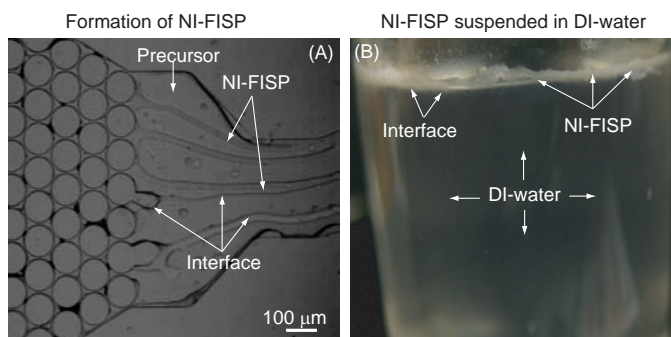 Formation of NI-FISP
Precursor
(A)
NI-FISP
Interface
100 μm
NI-FISP suspended in DI-water
(B)
Interface
NI-FISP
DI-water